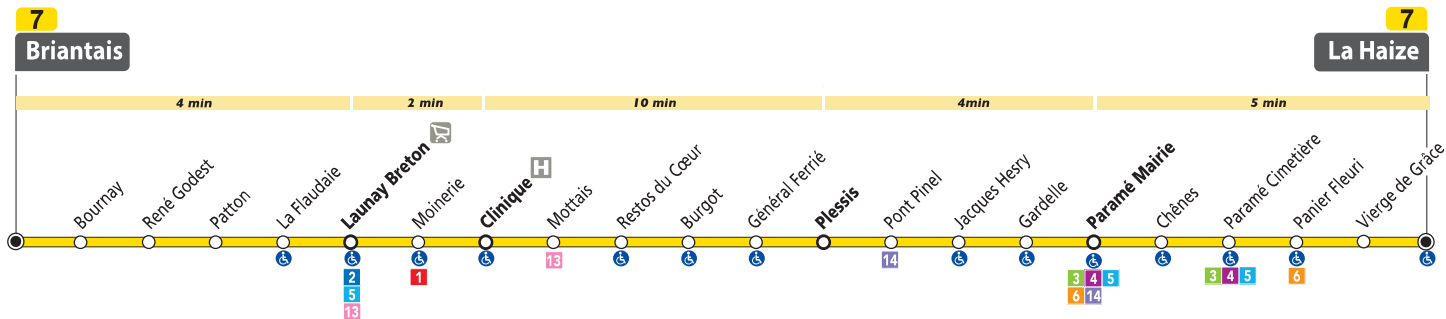 7
7
Briantais
La Haize
4 min
2 min
10 min
4min
5 min
Bournay
René Godest
Patton
La Flaudaie
Launay Breton
Moinerie
Clinique
H
Mottais
Restos du Cœur
Burgot
Général Ferrié
Plessis
Pont Pinel
Jacques Hesry
Gardelle
Paramé Mairie
Chênes
Paramé Cimetière
Panier Fleuri
Vierge de Grâce
2
5
13
1
13
14
3 4 5
6 14
3 4 5
6